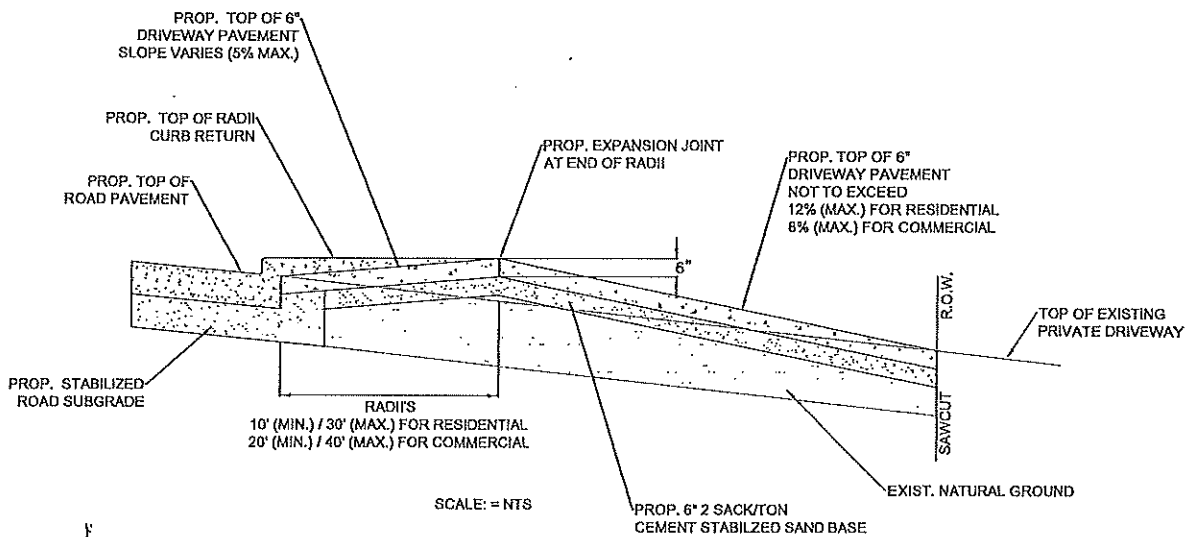 PROP. TOP OF 6"
DRIVEWAY PAVEMENT
SLOPE VARIES (5% MAX.)
PROP. TOP OF RADII
CURB RETURN
PROP. TOP OF
ROAD PAVEMENT
PROP. EXPANSION JOINT
AT END OF RADII
PROP. TOP OF 6"
DRIVEWAY PAVEMENT
NOT TO EXCEED
12% (MAX.) FOR RESIDENTIAL
8% (MAX.) FOR COMMERCIAL
6"
R.O.W.
SAWCUT
TOP OF EXISTING
PRIVATE DRIVEWAY
PROP. STABILIZED
ROAD SUBGRADE
RADII'S
10' (MIN.) / 30' (MAX.) FOR RESIDENTIAL
20' (MIN.) / 40' (MAX.) FOR COMMERCIAL
EXIST. NATURAL GROUND
SCALE: = NTS
PROP. 6" 2 SACK/TON
CEMENT STABILZED SAND BASE